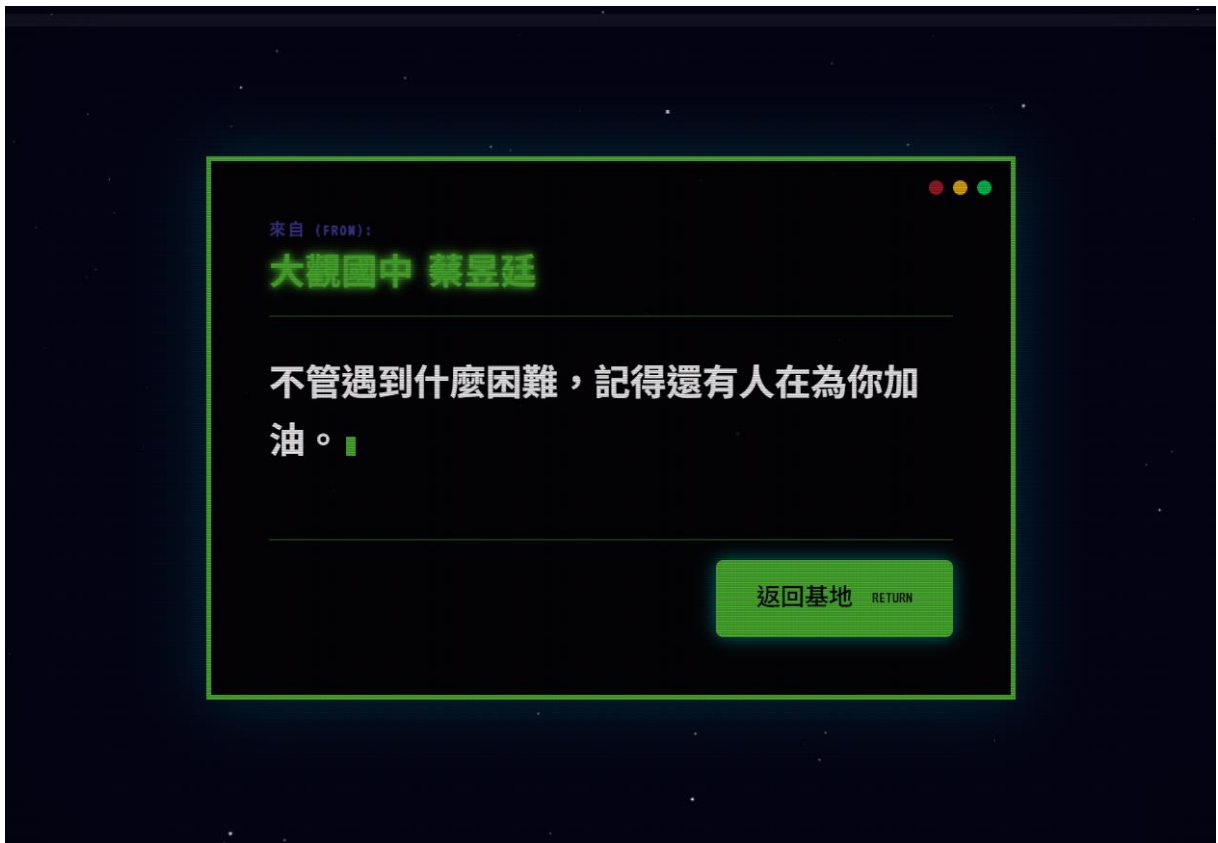 來自 (FROM):
大觀國中 蔡昱廷
不管遇到什麼困難，記得還有人在為你加
油。
返回基地 RETURN